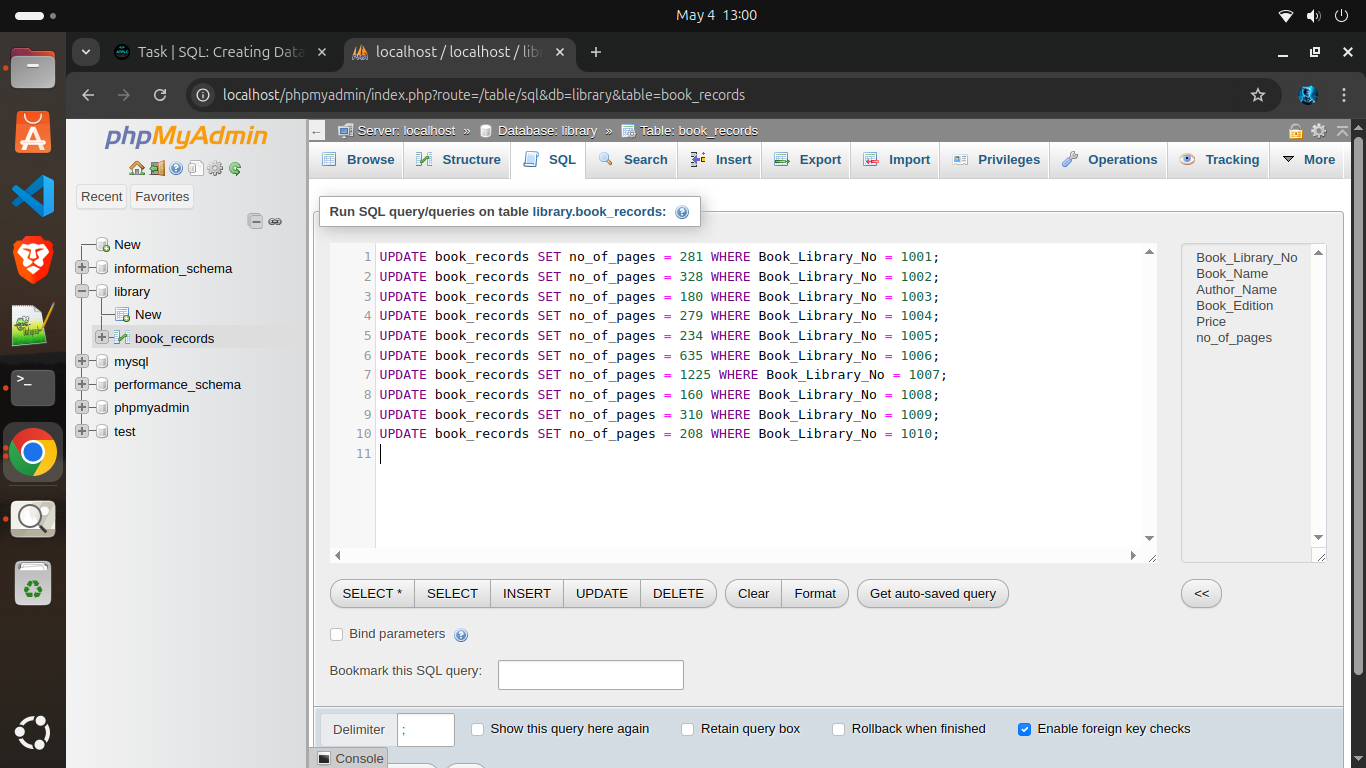 May 4 13:00
Task | SQL: Creating Data
localhost / localhost / lib
localhost/phpmyadmin/index.php?route=/table/sql&db=library&table=book_records
phpMyAdmin
Recent
Favorites
New
information_schema
library
New
book_records
mysql
performance_schema
phpmyadmin
test
Server: localhost » Database: library » Table: book_records
Browse
Structure
SQL
Search
Insert
Export
Import
Privileges
Operations
Tracking
More
Run SQL query/queries on table library.book_records:
1 UPDATE book_records SET no_of_pages = 281 WHERE Book_Library_No = 1001;
2 UPDATE book_records SET no_of_pages = 328 WHERE Book_Library_No = 1002;
3 UPDATE book_records SET no_of_pages = 180 WHERE Book_Library_No = 1003;
4 UPDATE book_records SET no_of_pages = 279 WHERE Book_Library_No = 1004;
5 UPDATE book_records SET no_of_pages = 234 WHERE Book_Library_No = 1005;
6 UPDATE book_records SET no_of_pages = 635 WHERE Book_Library_No = 1006;
7 UPDATE book_records SET no_of_pages = 1225 WHERE Book_Library_No = 1007;
8 UPDATE book_records SET no_of_pages = 160 WHERE Book_Library_No = 1008;
9 UPDATE book_records SET no_of_pages = 310 WHERE Book_Library_No = 1009;
10 UPDATE book_records SET no_of_pages = 208 WHERE Book_Library_No = 1010;
11
Book_Library_No
Book_Name
Author_Name
Book_Edition
Price
no_of_pages
SELECT *
SELECT
INSERT
UPDATE
DELETE
Clear
Format
Get auto-saved query
<<
Bind parameters
Bookmark this SQL query:
Delimiter ;
Show this query here again
Retain query box
Rollback when finished
Enable foreign key checks
Console